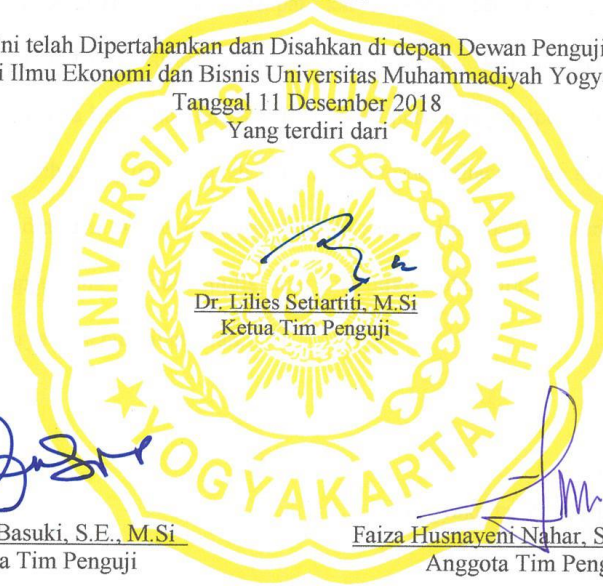 ni telah Dipertahankan dan Disahkan di depan Dewan Penguji
i Ilmu Ekonomi dan Bisnis Universitas Muhammadiyah Yogy
Tanggal 11 Desember 2018
Yang terdiri dari
UNIVERSITAS MUHAMMADIYAH
YOGYAKARTA
Dr. Lilies Setiartiti, M.Si
Ketua Tim Penguji
Basuki, S.E., M.Si
a Tim Penguji
Faiza Husnayeni Nahar, S
Anggota Tim Peng